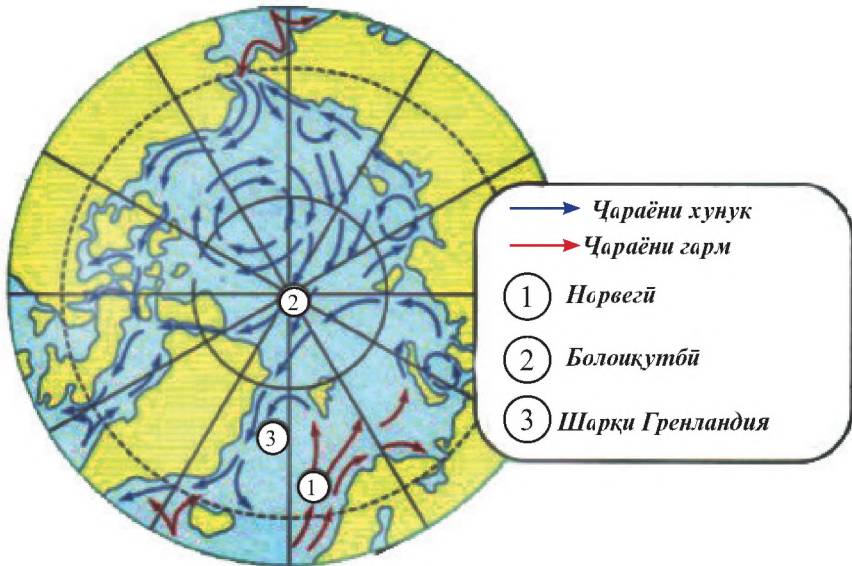 Ҷараёни хунук
Ҷараёни гарм
1 Норвегӣ
2 Болоиқутбӣ
3 Шарқи Гренландия
2
3
1